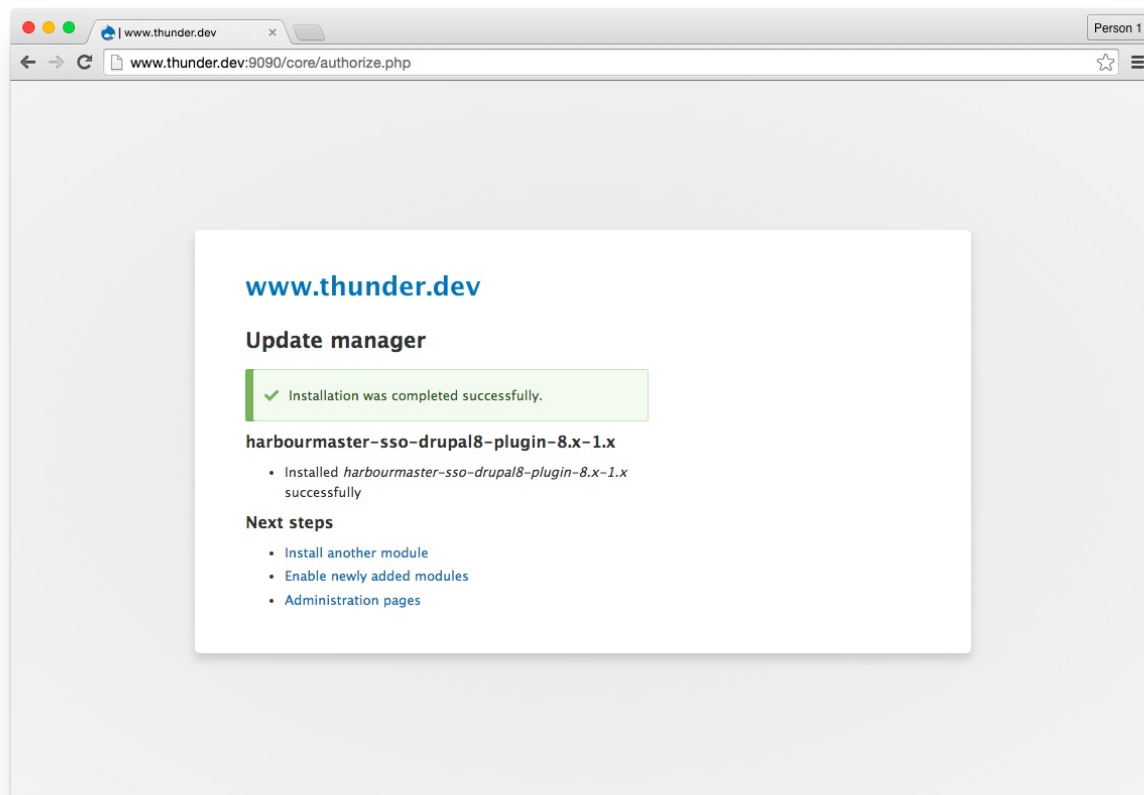 | www.thunder.dev
Person 1
www.thunder.dev:9090/core/authorize.php
www.thunder.dev
Update manager
Installation was completed successfully.
harbourmaster-sso-drupal8-plugin-8.x-1.x
• Installed harbourmaster-sso-drupal8-plugin-8.x-1.x
successfully
Next steps
• Install another module
• Enable newly added modules
• Administration pages